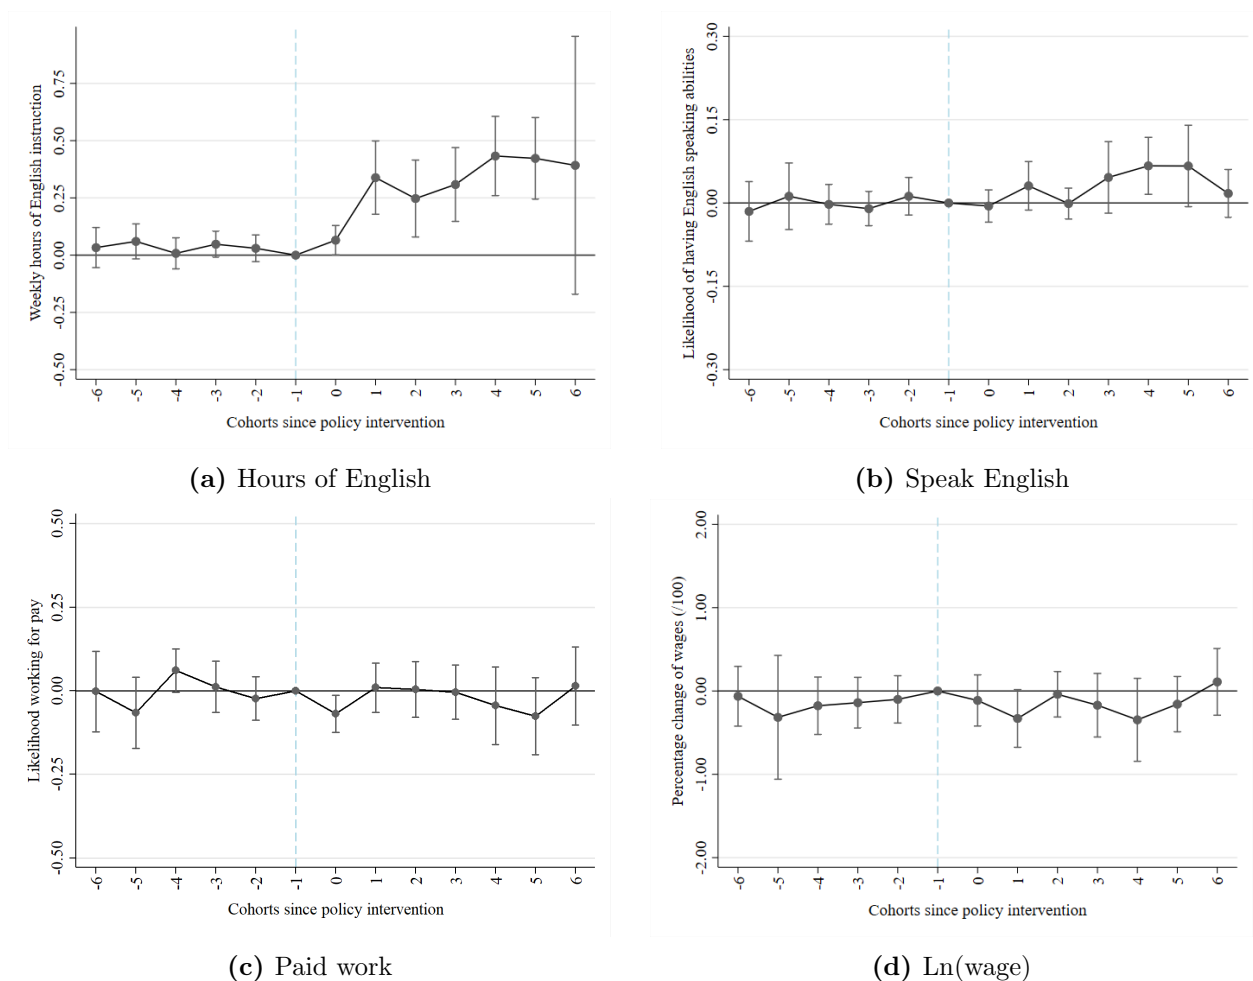 Weekly hours of English instruction
0.75
0.50
0.25
0.00
-0.25
-0.50
-6 -5 -4 -3 -2 -1 0 1 2 3 4 5 6
Cohorts since policy intervention
(a) Hours of English
Likelihood of having English speaking abilities
0.30
0.15
0.00
-0.15
-0.30
-6 -5 -4 -3 -2 -1 0 1 2 3 4 5 6
Cohorts since policy intervention
(b) Speak English
Likelihood working for pay
0.50
0.25
0.00
-0.25
-0.50
-6 -5 -4 -3 -2 -1 0 1 2 3 4 5 6
Cohorts since policy intervention
(c) Paid work
Percentage change of wages (/100)
2.00
1.00
0.00
-1.00
-2.00
-6 -5 -4 -3 -2 -1 0 1 2 3 4 5 6
Cohorts since policy intervention
(d) Ln(wage)